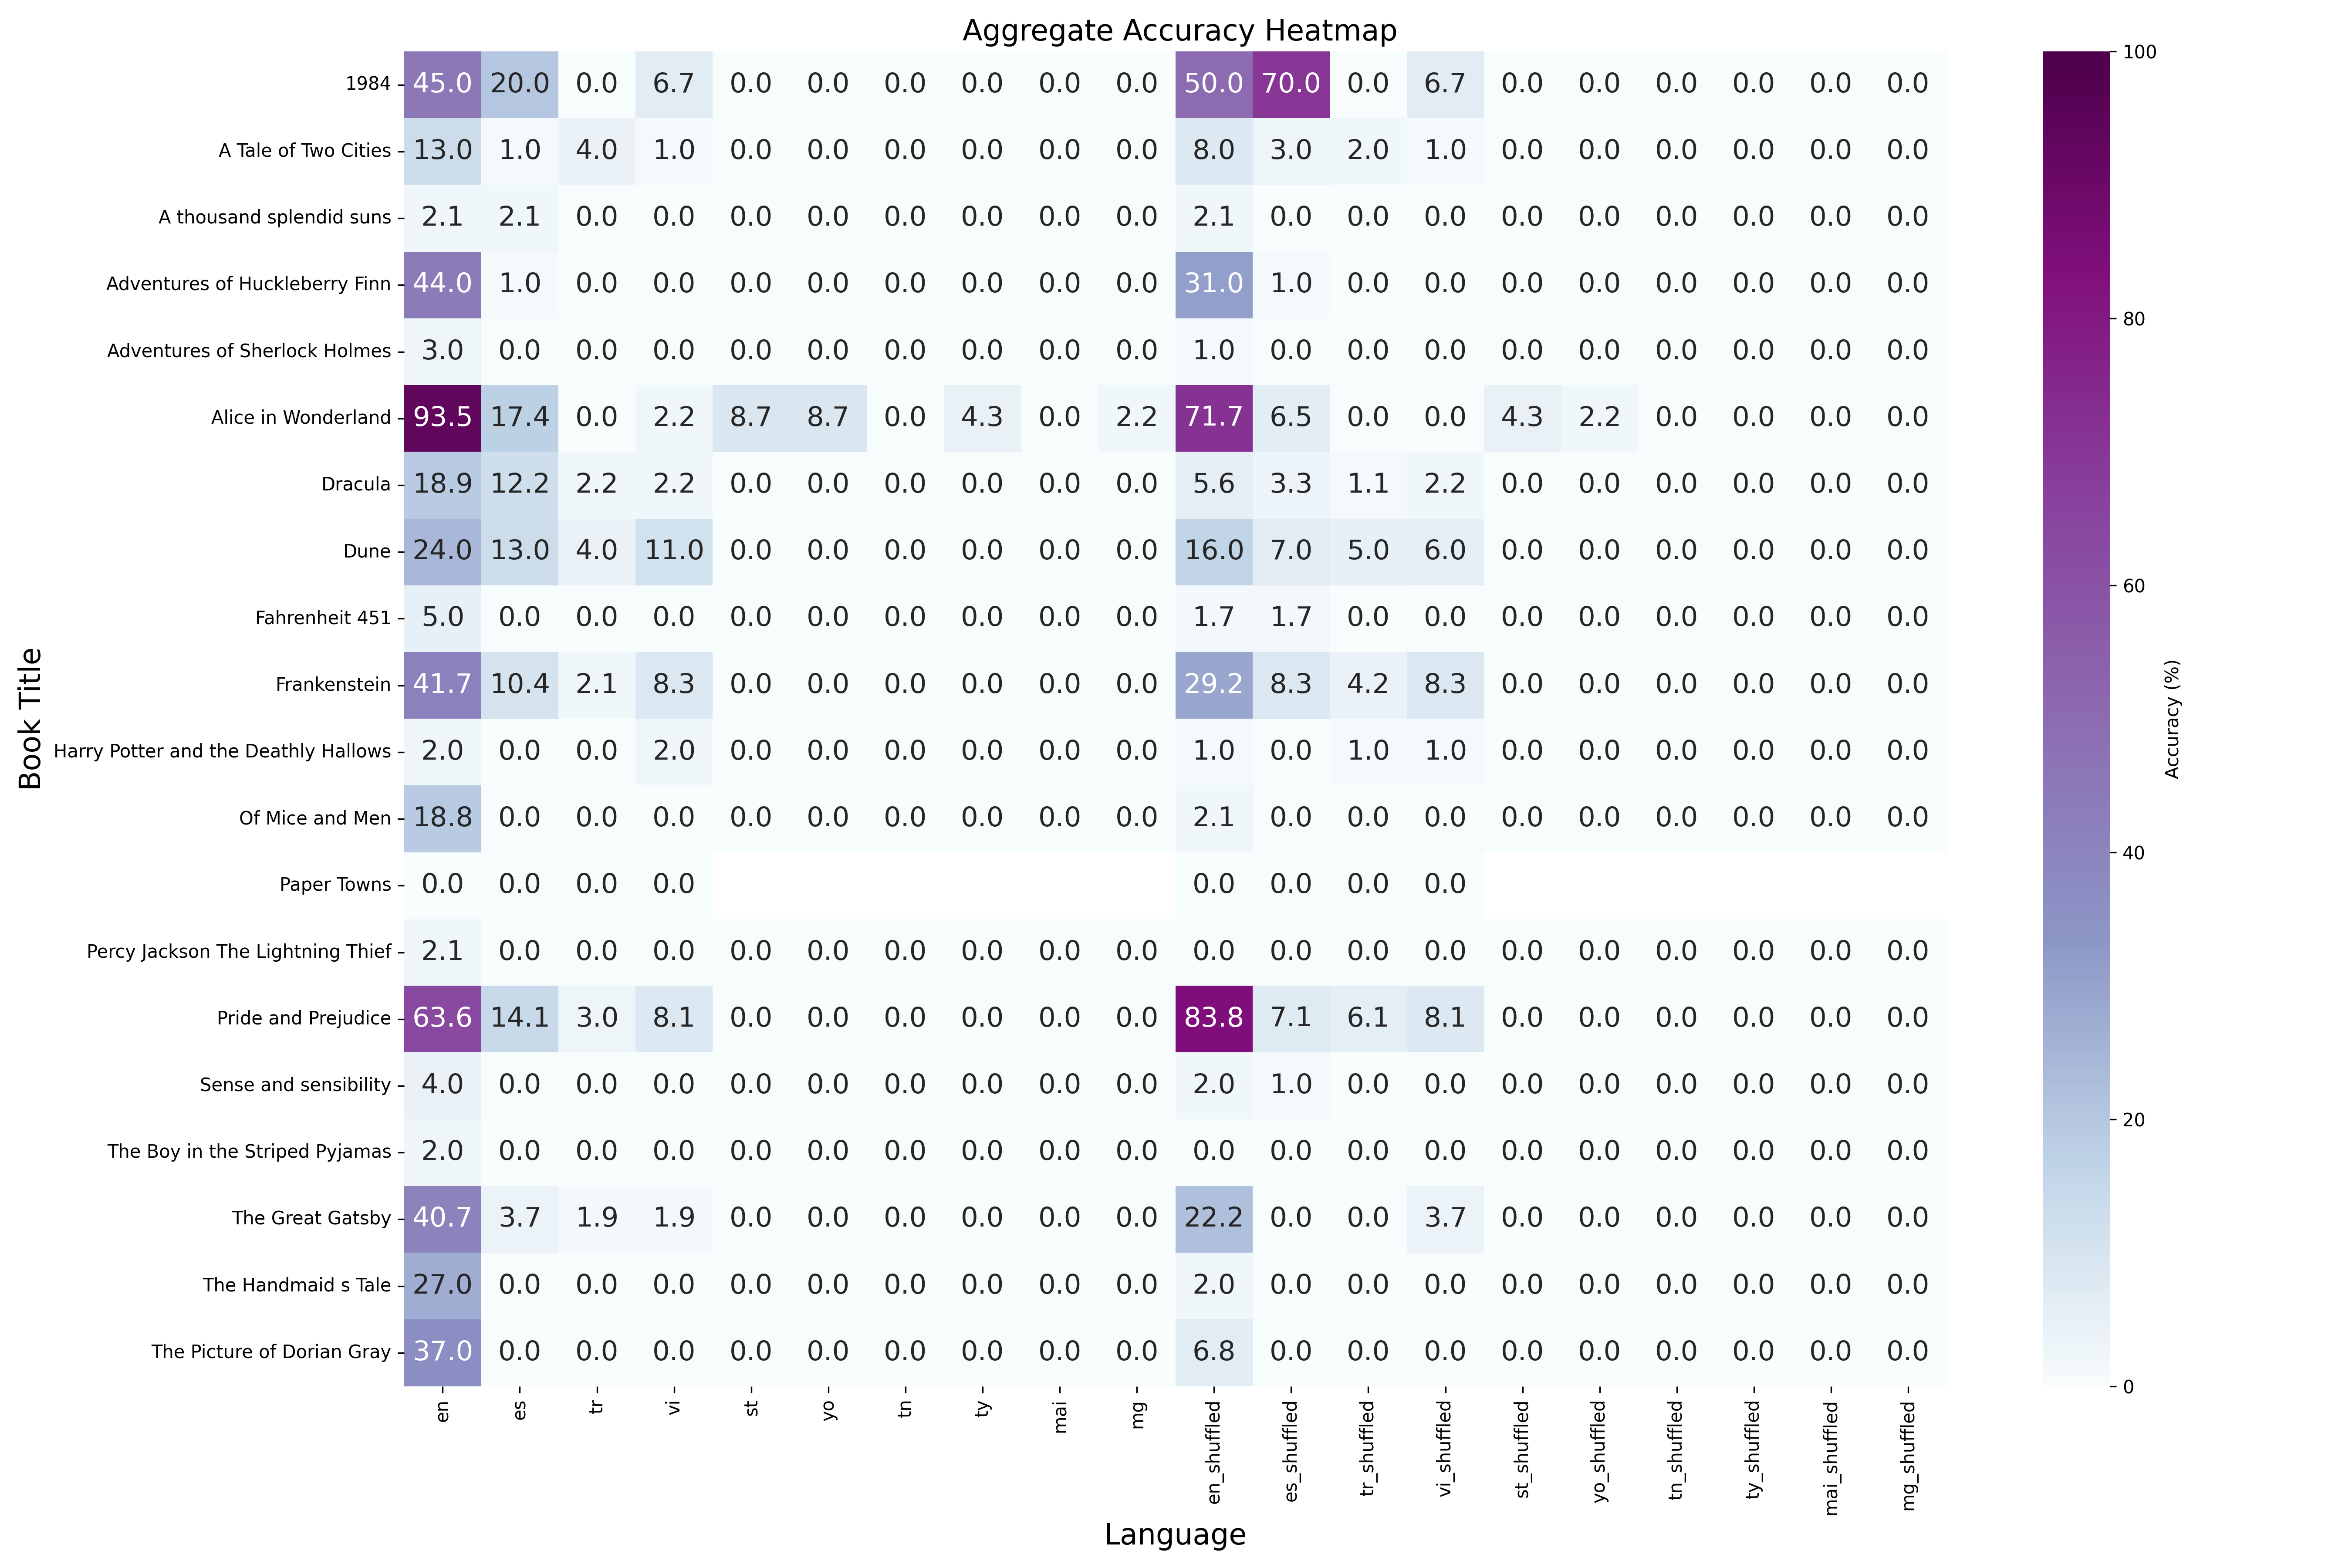 Aggregate Accuracy Heatmap
Book Title
1984 45.0 20.0 0.0 6.7 0.0 0.0 0.0 0.0 0.0 0.0 50.0 70.0 0.0 6.7 0.0 0.0 0.0 0.0 0.0 0.0
A Tale of Two Cities 13.0 1.0 4.0 1.0 0.0 0.0 0.0 0.0 0.0 0.0 8.0 3.0 2.0 1.0 0.0 0.0 0.0 0.0 0.0 0.0
A thousand splendid suns 2.1 2.1 0.0 0.0 0.0 0.0 0.0 0.0 0.0 0.0 2.1 0.0 0.0 0.0 0.0 0.0 0.0 0.0 0.0 0.0
Adventures of Huckleberry Finn 44.0 1.0 0.0 0.0 0.0 0.0 0.0 0.0 0.0 0.0 31.0 1.0 0.0 0.0 0.0 0.0 0.0 0.0 0.0 0.0
Adventures of Sherlock Holmes 3.0 0.0 0.0 0.0 0.0 0.0 0.0 0.0 0.0 0.0 1.0 0.0 0.0 0.0 0.0 0.0 0.0 0.0 0.0 0.0
Alice in Wonderland 93.5 17.4 0.0 2.2 8.7 8.7 0.0 4.3 0.0 2.2 71.7 6.5 0.0 0.0 4.3 2.2 0.0 0.0 0.0 0.0
Dracula 18.9 12.2 2.2 2.2 0.0 0.0 0.0 0.0 0.0 0.0 5.6 3.3 1.1 2.2 0.0 0.0 0.0 0.0 0.0 0.0
Dune 24.0 13.0 4.0 11.0 0.0 0.0 0.0 0.0 0.0 0.0 16.0 7.0 5.0 6.0 0.0 0.0 0.0 0.0 0.0 0.0
Fahrenheit 451 5.0 0.0 0.0 0.0 0.0 0.0 0.0 0.0 0.0 0.0 1.7 1.7 0.0 0.0 0.0 0.0 0.0 0.0 0.0 0.0
Frankenstein 41.7 10.4 2.1 8.3 0.0 0.0 0.0 0.0 0.0 0.0 29.2 8.3 4.2 8.3 0.0 0.0 0.0 0.0 0.0 0.0
Harry Potter and the Deathly Hallows 2.0 0.0 0.0 2.0 0.0 0.0 0.0 0.0 0.0 0.0 1.0 0.0 1.0 1.0 0.0 0.0 0.0 0.0 0.0 0.0
Of Mice and Men 18.8 0.0 0.0 0.0 0.0 0.0 0.0 0.0 0.0 0.0 2.1 0.0 0.0 0.0 0.0 0.0 0.0 0.0 0.0 0.0
Paper Towns 0.0 0.0 0.0 0.0 0.0 0.0 0.0 0.0
Percy Jackson The Lightning Thief 2.1 0.0 0.0 0.0 0.0 0.0 0.0 0.0 0.0 0.0 0.0 0.0 0.0 0.0 0.0 0.0 0.0 0.0 0.0 0.0
Pride and Prejudice 63.6 14.1 3.0 8.1 0.0 0.0 0.0 0.0 0.0 0.0 83.8 7.1 6.1 8.1 0.0 0.0 0.0 0.0 0.0 0.0
Sense and sensibility 4.0 0.0 0.0 0.0 0.0 0.0 0.0 0.0 0.0 0.0 2.0 1.0 0.0 0.0 0.0 0.0 0.0 0.0 0.0 0.0
The Boy in the Striped Pyjamas 2.0 0.0 0.0 0.0 0.0 0.0 0.0 0.0 0.0 0.0 0.0 0.0 0.0 0.0 0.0 0.0 0.0 0.0 0.0 0.0
The Great Gatsby 40.7 3.7 1.9 1.9 0.0 0.0 0.0 0.0 0.0 0.0 22.2 0.0 0.0 3.7 0.0 0.0 0.0 0.0 0.0 0.0
The Handmaid s Tale 27.0 0.0 0.0 0.0 0.0 0.0 0.0 0.0 0.0 0.0 2.0 0.0 0.0 0.0 0.0 0.0 0.0 0.0 0.0 0.0
The Picture of Dorian Gray 37.0 0.0 0.0 0.0 0.0 0.0 0.0 0.0 0.0 0.0 6.8 0.0 0.0 0.0 0.0 0.0 0.0 0.0 0.0 0.0
en es tr vi st yo tn ty mai mg en_shuffled es_shuffled tr_shuffled vi_shuffled st_shuffled yo_shuffled tn_shuffled ty_shuffled mai_shuffled mg_shuffled
Language
100
80
60
40
20
0
Accuracy (%)